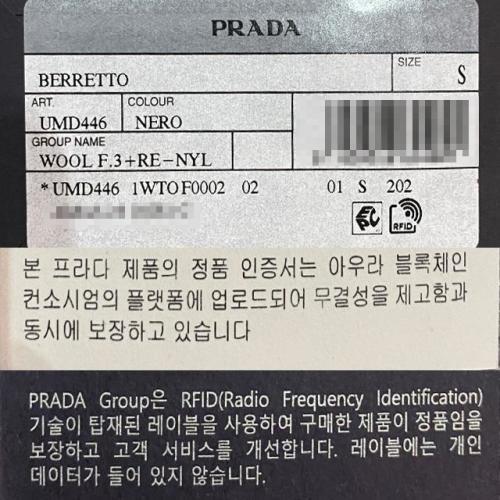 PRADA
BERRETTO
SIZE
S
ART.
UMD446
COLOUR
NERO
GROUP NAME
WOOL F.3+RE-NYL
*UMD446 1WTO F0002 02 01 S 202
EPC
RFID
본 프라다 제품의 정품 인증서는 아우라 블록체인
컨소시엄의 플랫폼에 업로드되어 무결성을 제고함과
동시에 보장하고 있습니다
PRADA Group은 RFID(Radio Frequency Identification)
기술이 탑재된 레이블을 사용하여 구매한 제품이 정품임을
보장하고 고객 서비스를 개선합니다. 레이블에는 개인
데이터가 들어 있지 않습니다.